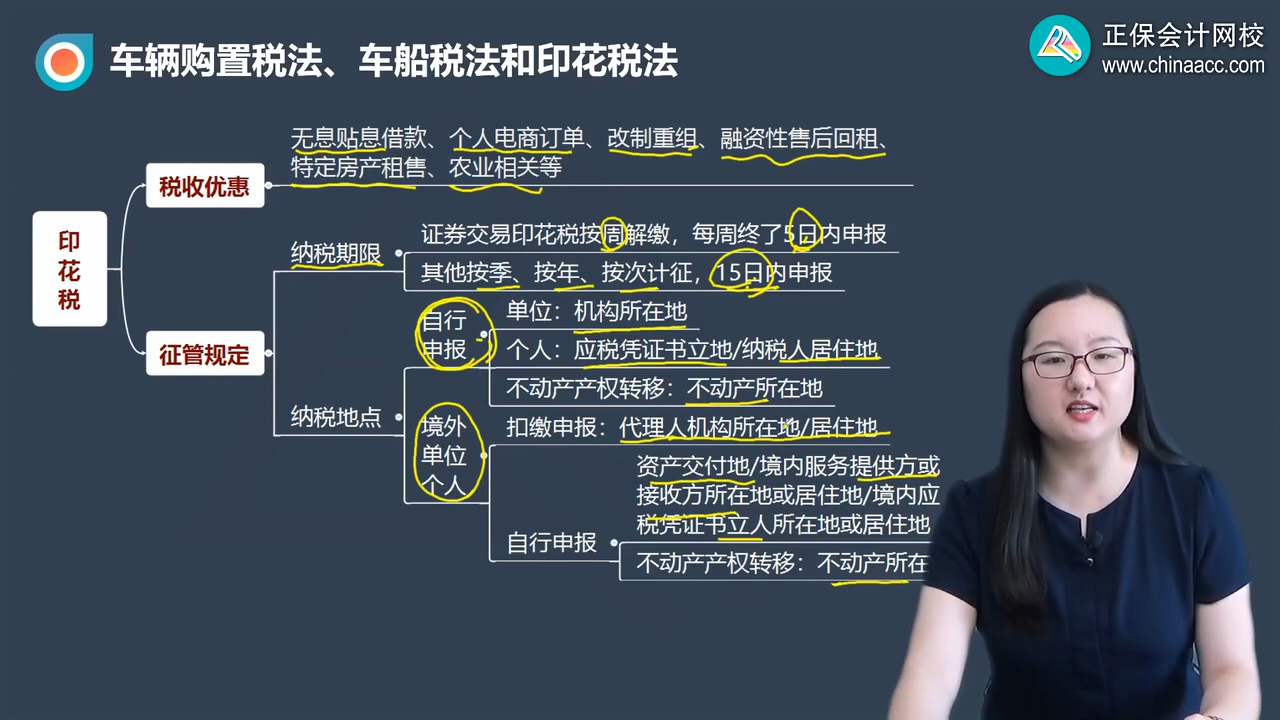 车辆购置税法、车船税法和印花税法
正保会计网校
www.chinaacc.com
印花税
税收优惠
无息贴息借款、个人电商订单、改制重组、融资性售后回租、
特定房产租售、农业相关等
征管规定
纳税期限
证券交易印花税按周解缴，每周终了5日内申报
其他按季、按年、按次计征，15日内申报
纳税地点
自行
申报
单位：机构所在地
个人：应税凭证书立地/纳税人居住地
不动产产权转移：不动产所在地
境外
单位
个人
扣缴申报：代理人机构所在地/居住地
自行申报
资产交付地/境内服务提供方或
接收方所在地或居住地/境内应
税凭证书立人所在地或居住地
不动产产权转移：不动产所在